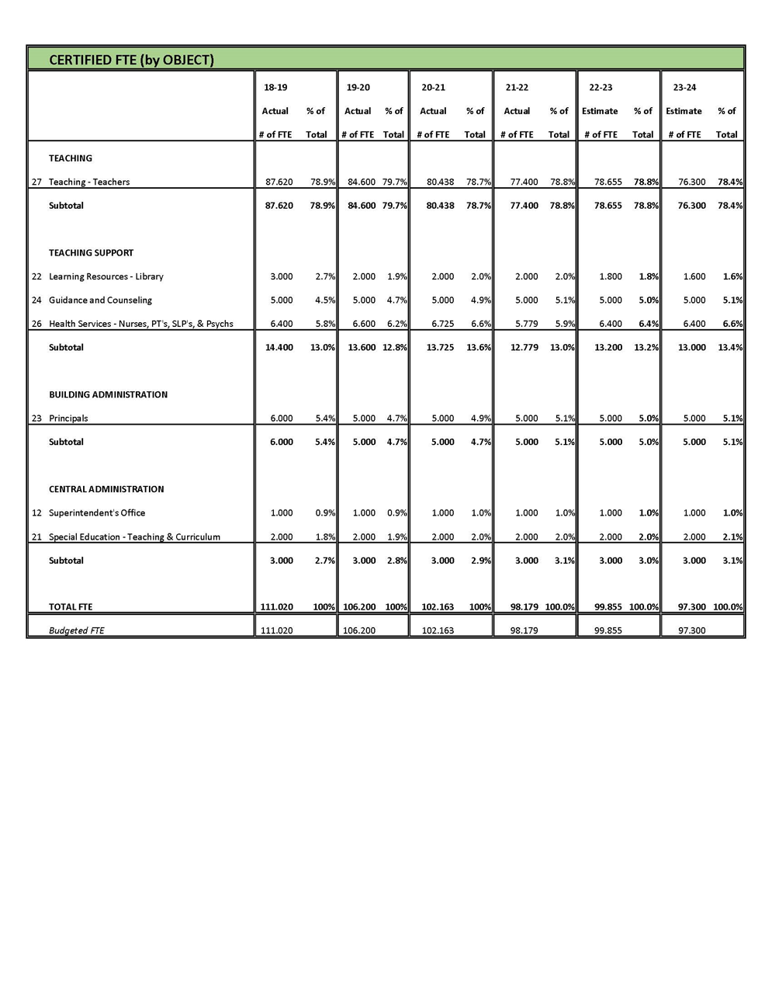 CERTIFIED FTE (by OBJECT)
18-19 19-20 20-21 21-22 22-23 23-24
Actual % of Actual % of Actual % of Actual % of Estimate % of Estimate % of
# of FTE Total # of FTE Total # of FTE Total # of FTE Total # of FTE Total # of FTE Total
TEACHING
27 Teaching - Teachers 87.620 78.9% 84.600 79.7% 80.438 78.7% 77.400 78.8% 78.655 78.8% 76.300 78.4%
Subtotal 87.620 78.9% 84.600 79.7% 80.438 78.7% 77.400 78.8% 78.655 78.8% 76.300 78.4%
TEACHING SUPPORT
22 Learning Resources - Library 3.000 2.7% 2.000 1.9% 2.000 2.0% 2.000 2.0% 1.800 1.8% 1.600 1.6%
24 Guidance and Counseling 5.000 4.5% 5.000 4.7% 5.000 4.9% 5.000 5.1% 5.000 5.0% 5.000 5.1%
26 Health Services - Nurses, PT's, SLP's, & Psychs 6.400 5.8% 6.600 6.2% 6.725 6.6% 5.779 5.9% 6.400 6.4% 6.400 6.6%
Subtotal 14.400 13.0% 13.600 12.8% 13.725 13.6% 12.779 13.0% 13.200 13.2% 13.000 13.4%
BUILDING ADMINISTRATION
23 Principals 6.000 5.4% 5.000 4.7% 5.000 4.9% 5.000 5.1% 5.000 5.0% 5.000 5.1%
Subtotal 6.000 5.4% 5.000 4.7% 5.000 4.7% 5.000 5.1% 5.000 5.0% 5.000 5.1%
CENTRAL ADMINISTRATION
12 Superintendent's Office 1.000 0.9% 1.000 0.9% 1.000 1.0% 1.000 1.0% 1.000 1.0% 1.000 1.0%
21 Special Education - Teaching & Curriculum 2.000 1.8% 2.000 1.9% 2.000 2.0% 2.000 2.0% 2.000 2.0% 2.000 2.1%
Subtotal 3.000 2.7% 3.000 2.8% 3.000 2.9% 3.000 3.1% 3.000 3.0% 3.000 3.1%
TOTAL FTE 111.020 100% 106.200 100% 102.163 100% 98.179 100.0% 99.855 100.0% 97.300 100.0%
Budgeted FTE 111.020 106.200 102.163 98.179 99.855 97.300